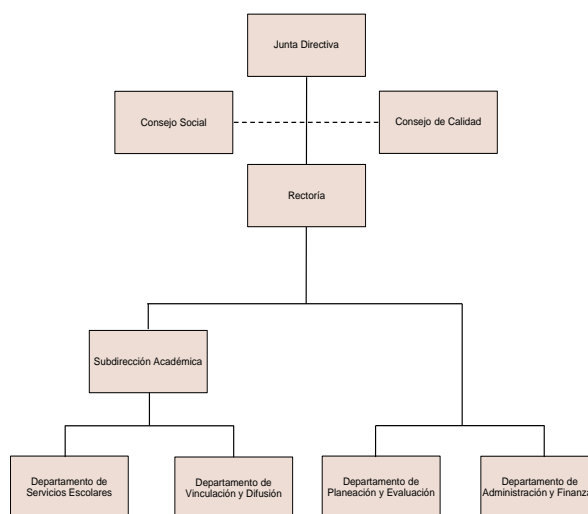 Junta Directiva
Consejo Social
Consejo de Calidad
Rectoría
Subdirección Académica
Departamento de
Servicios Escolares
Departamento de
Vinculación y Difusión
Departamento de
Planeación y Evaluación
Departamento de
Administración y Finanza